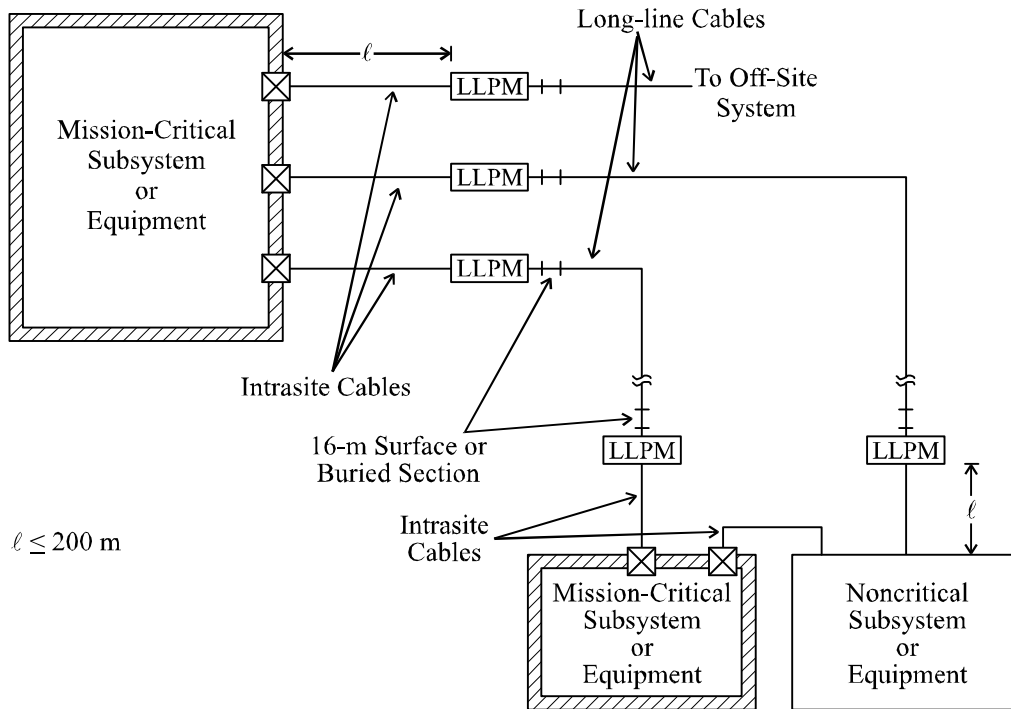 Long-line Cables
ℓ
LLPM
To Off-Site
System
Mission-Critical
Subsystem
or
Equipment
LLPM
LLPM
Intrasite Cables
16-m Surface or
Buried Section
LLPM
LLPM
ℓ
Intrasite
Cables
ℓ ≤ 200 m
Mission-Critical
Subsystem
or
Equipment
Noncritical
Subsystem
or
Equipment